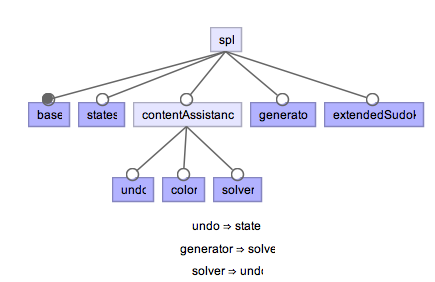 spl
base states contentAssistanc generato extendedSudol
undo color solver
undo ⇒ state
generator ⇒ solve
solver ⇒ undo